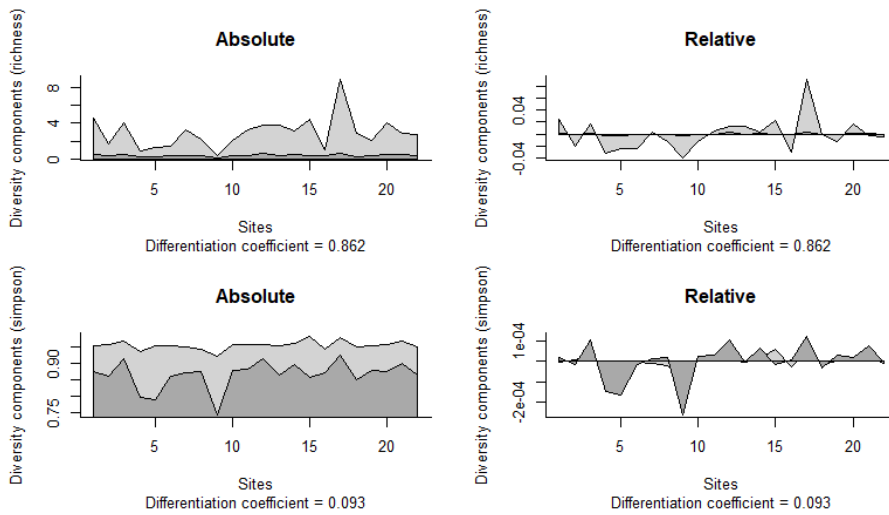 Absolute
Diversity components (richness)
8
4
0
5
10
15
20
Sites
Differentiation coefficient = 0.862
Relative
Diversity components (richness)
0.04
-0.04
5
10
15
20
Sites
Differentiation coefficient = 0.862
Absolute
Diversity components (simpson)
0.90
0.75
5
10
15
20
Sites
Differentiation coefficient = 0.093
Relative
Diversity components (simpson)
1e-04
-2e-04
5
10
15
20
Sites
Differentiation coefficient = 0.093